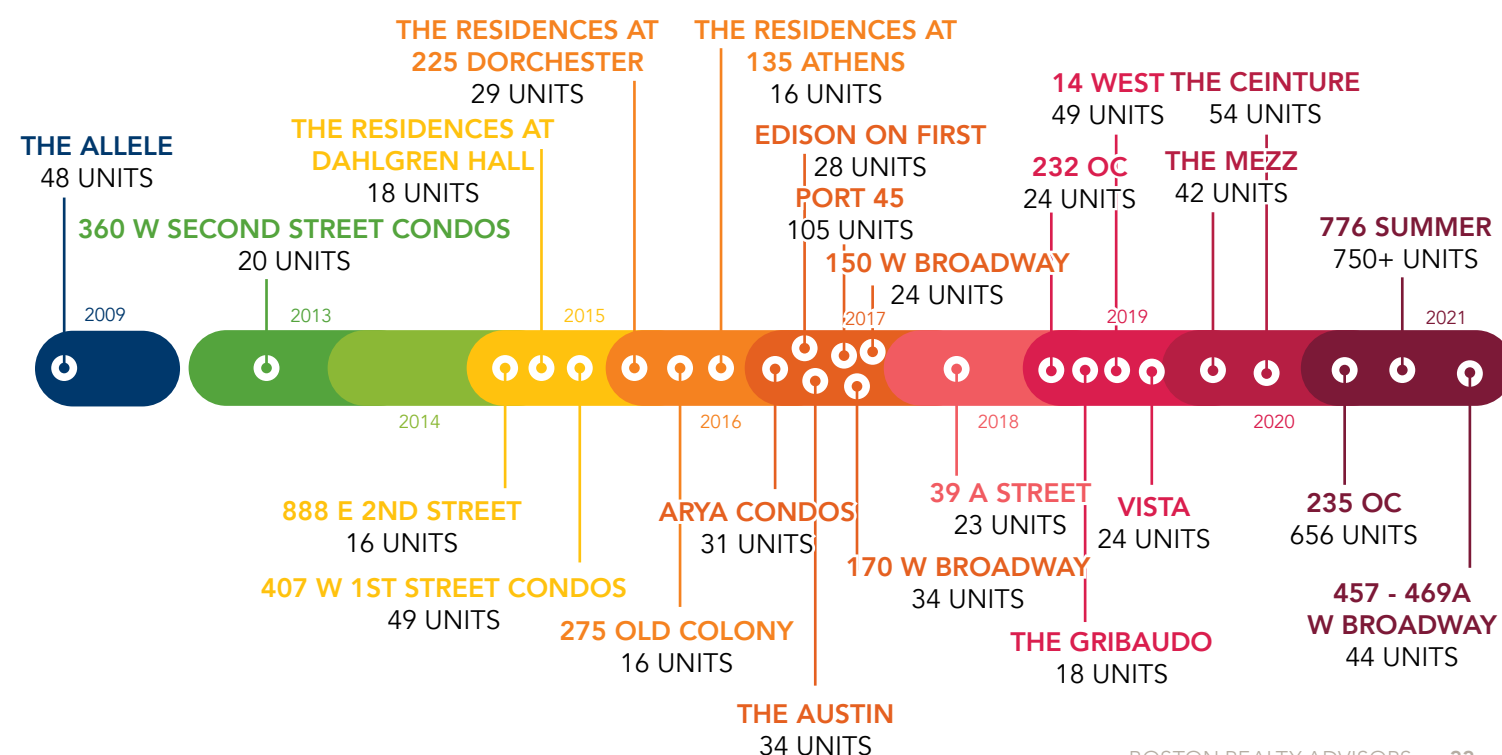 THE RESIDENCES AT
225 DORCHESTER
29 UNITS
THE RESIDENCES AT
135 ATHENS
16 UNITS
14 WEST
49 UNITS
THE CEINTURE
54 UNITS
THE RESIDENCES AT
DAHLGREN HALL
18 UNITS
EDISON ON FIRST
28 UNITS
THE ALLELE
48 UNITS
232 OC
24 UNITS
THE MEZZ
42 UNITS
PORT 45
105 UNITS
360 W SECOND STREET CONDOS
20 UNITS
776 SUMMER
750+ UNITS
150 W BROADWAY
24 UNITS
2009
2013
2015
2017
2019
2021
2014
2016
2018
2020
39 A STREET
23 UNITS
888 E 2ND STREET
16 UNITS
ARYA CONDOS
31 UNITS
VISTA
24 UNITS
235 OC
656 UNITS
170 W BROADWAY
34 UNITS
407 W 1ST STREET CONDOS
49 UNITS
457 - 469A
W BROADWAY
44 UNITS
275 OLD COLONY
16 UNITS
THE GRIBAUDO
18 UNITS
THE AUSTIN
34 UNITS
BOSTON REALTY ADVISORS